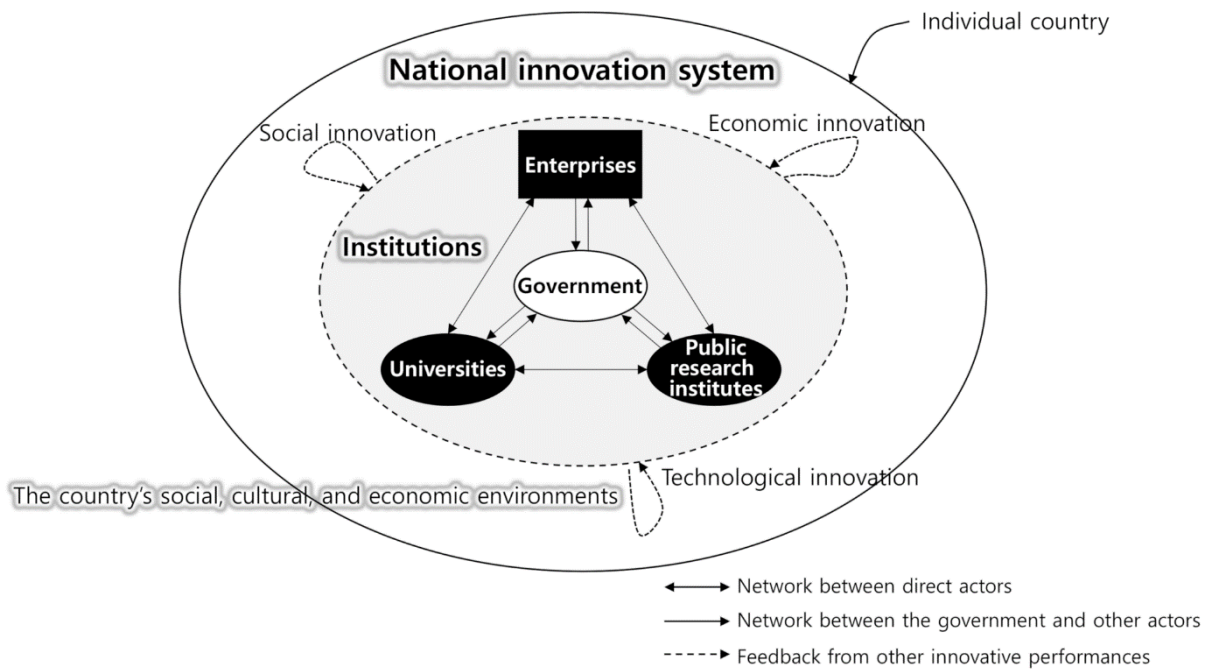 Individual country
National innovation system
Social innovation
Economic innovation
Enterprises
Institutions
Government
Universities
Public
research
institutes
Technological innovation
The country's social, cultural, and economic environments
Network between direct actors
Network between the government and other actors
Feedback from other innovative performances